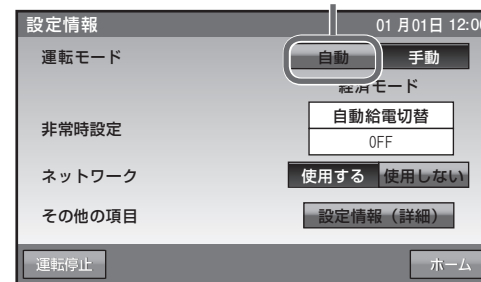 設定情報 01月01日 12:00
運転モード 自動 手動
経済モード
非常時設定 自動給電切替
OFF
ネットワーク 使用する 使用しない
その他の項目 設定情報（詳細）
運転停止 ホーム